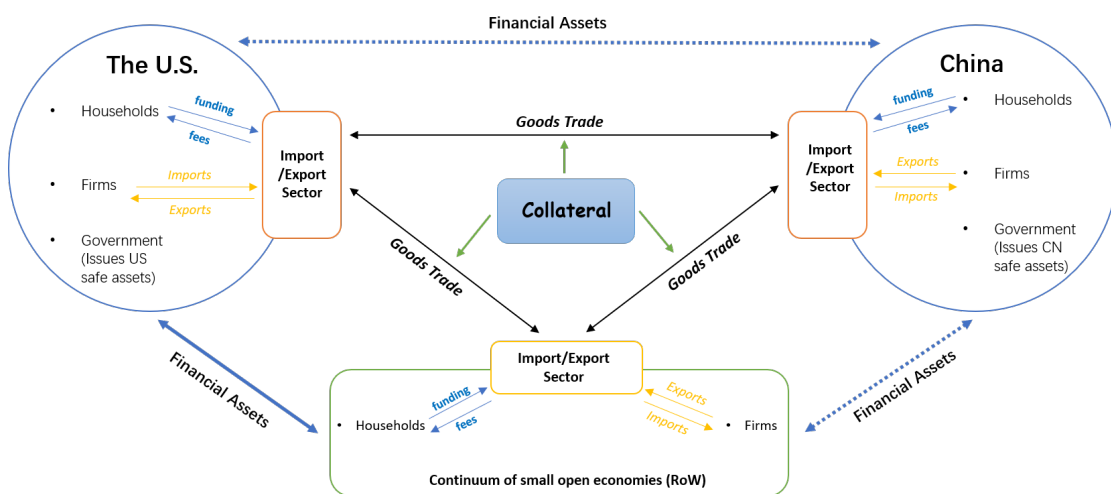 Financial Assets
The U.S.
• Households
funding
fees
• Firms
Imports
Exports
• Government
(Issues US
safe assets)
Import
/Export
Sector
Goods Trade
Collateral
Goods Trade
Goods Trade
China
funding
fees
• Households
Exports
Imports
• Firms
• Government
(Issues CN
safe assets)
Import
/Export
Sector
Financial Assets
Financial Assets
Import/Export
Sector
• Households
funding
fees
Exports
Imports
• Firms
Continuum of small open economies (RoW)